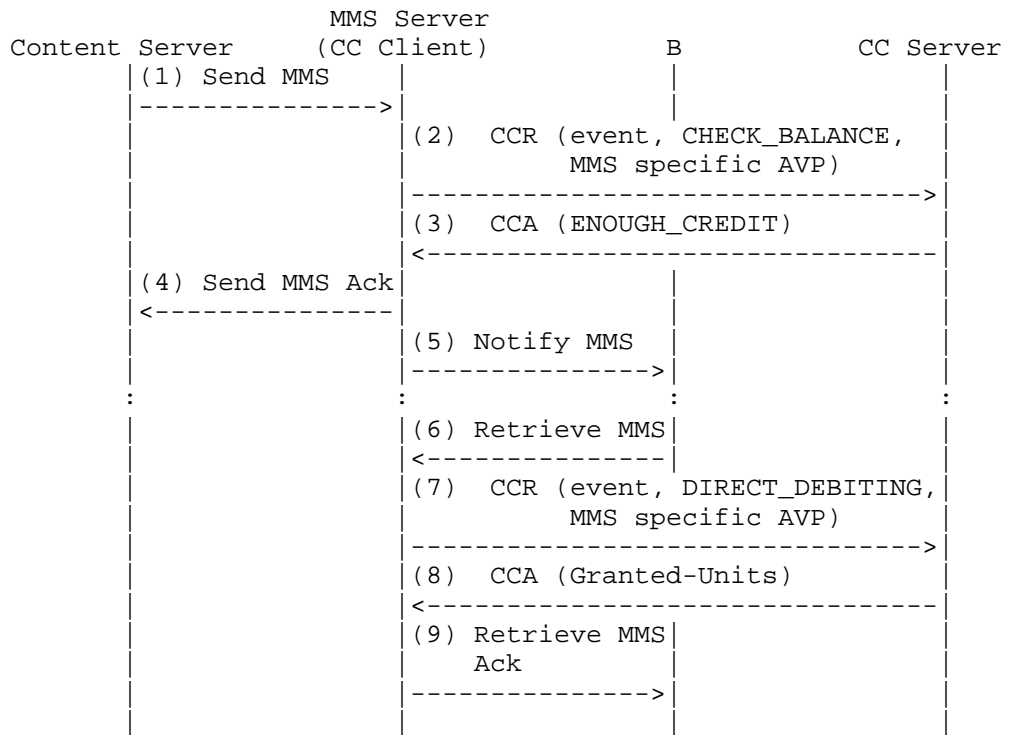 MMS Server
Content Server (CC Client) B CC Server
(1) Send MMS
(2) CCR (event, CHECK_BALANCE,
MMS specific AVP)
(3) CCA (ENOUGH_CREDIT)
(4) Send MMS Ack
(5) Notify MMS
(6) Retrieve MMS
(7) CCR (event, DIRECT_DEBITING,
MMS specific AVP)
(8) CCA (Granted-Units)
(9) Retrieve MMS
Ack